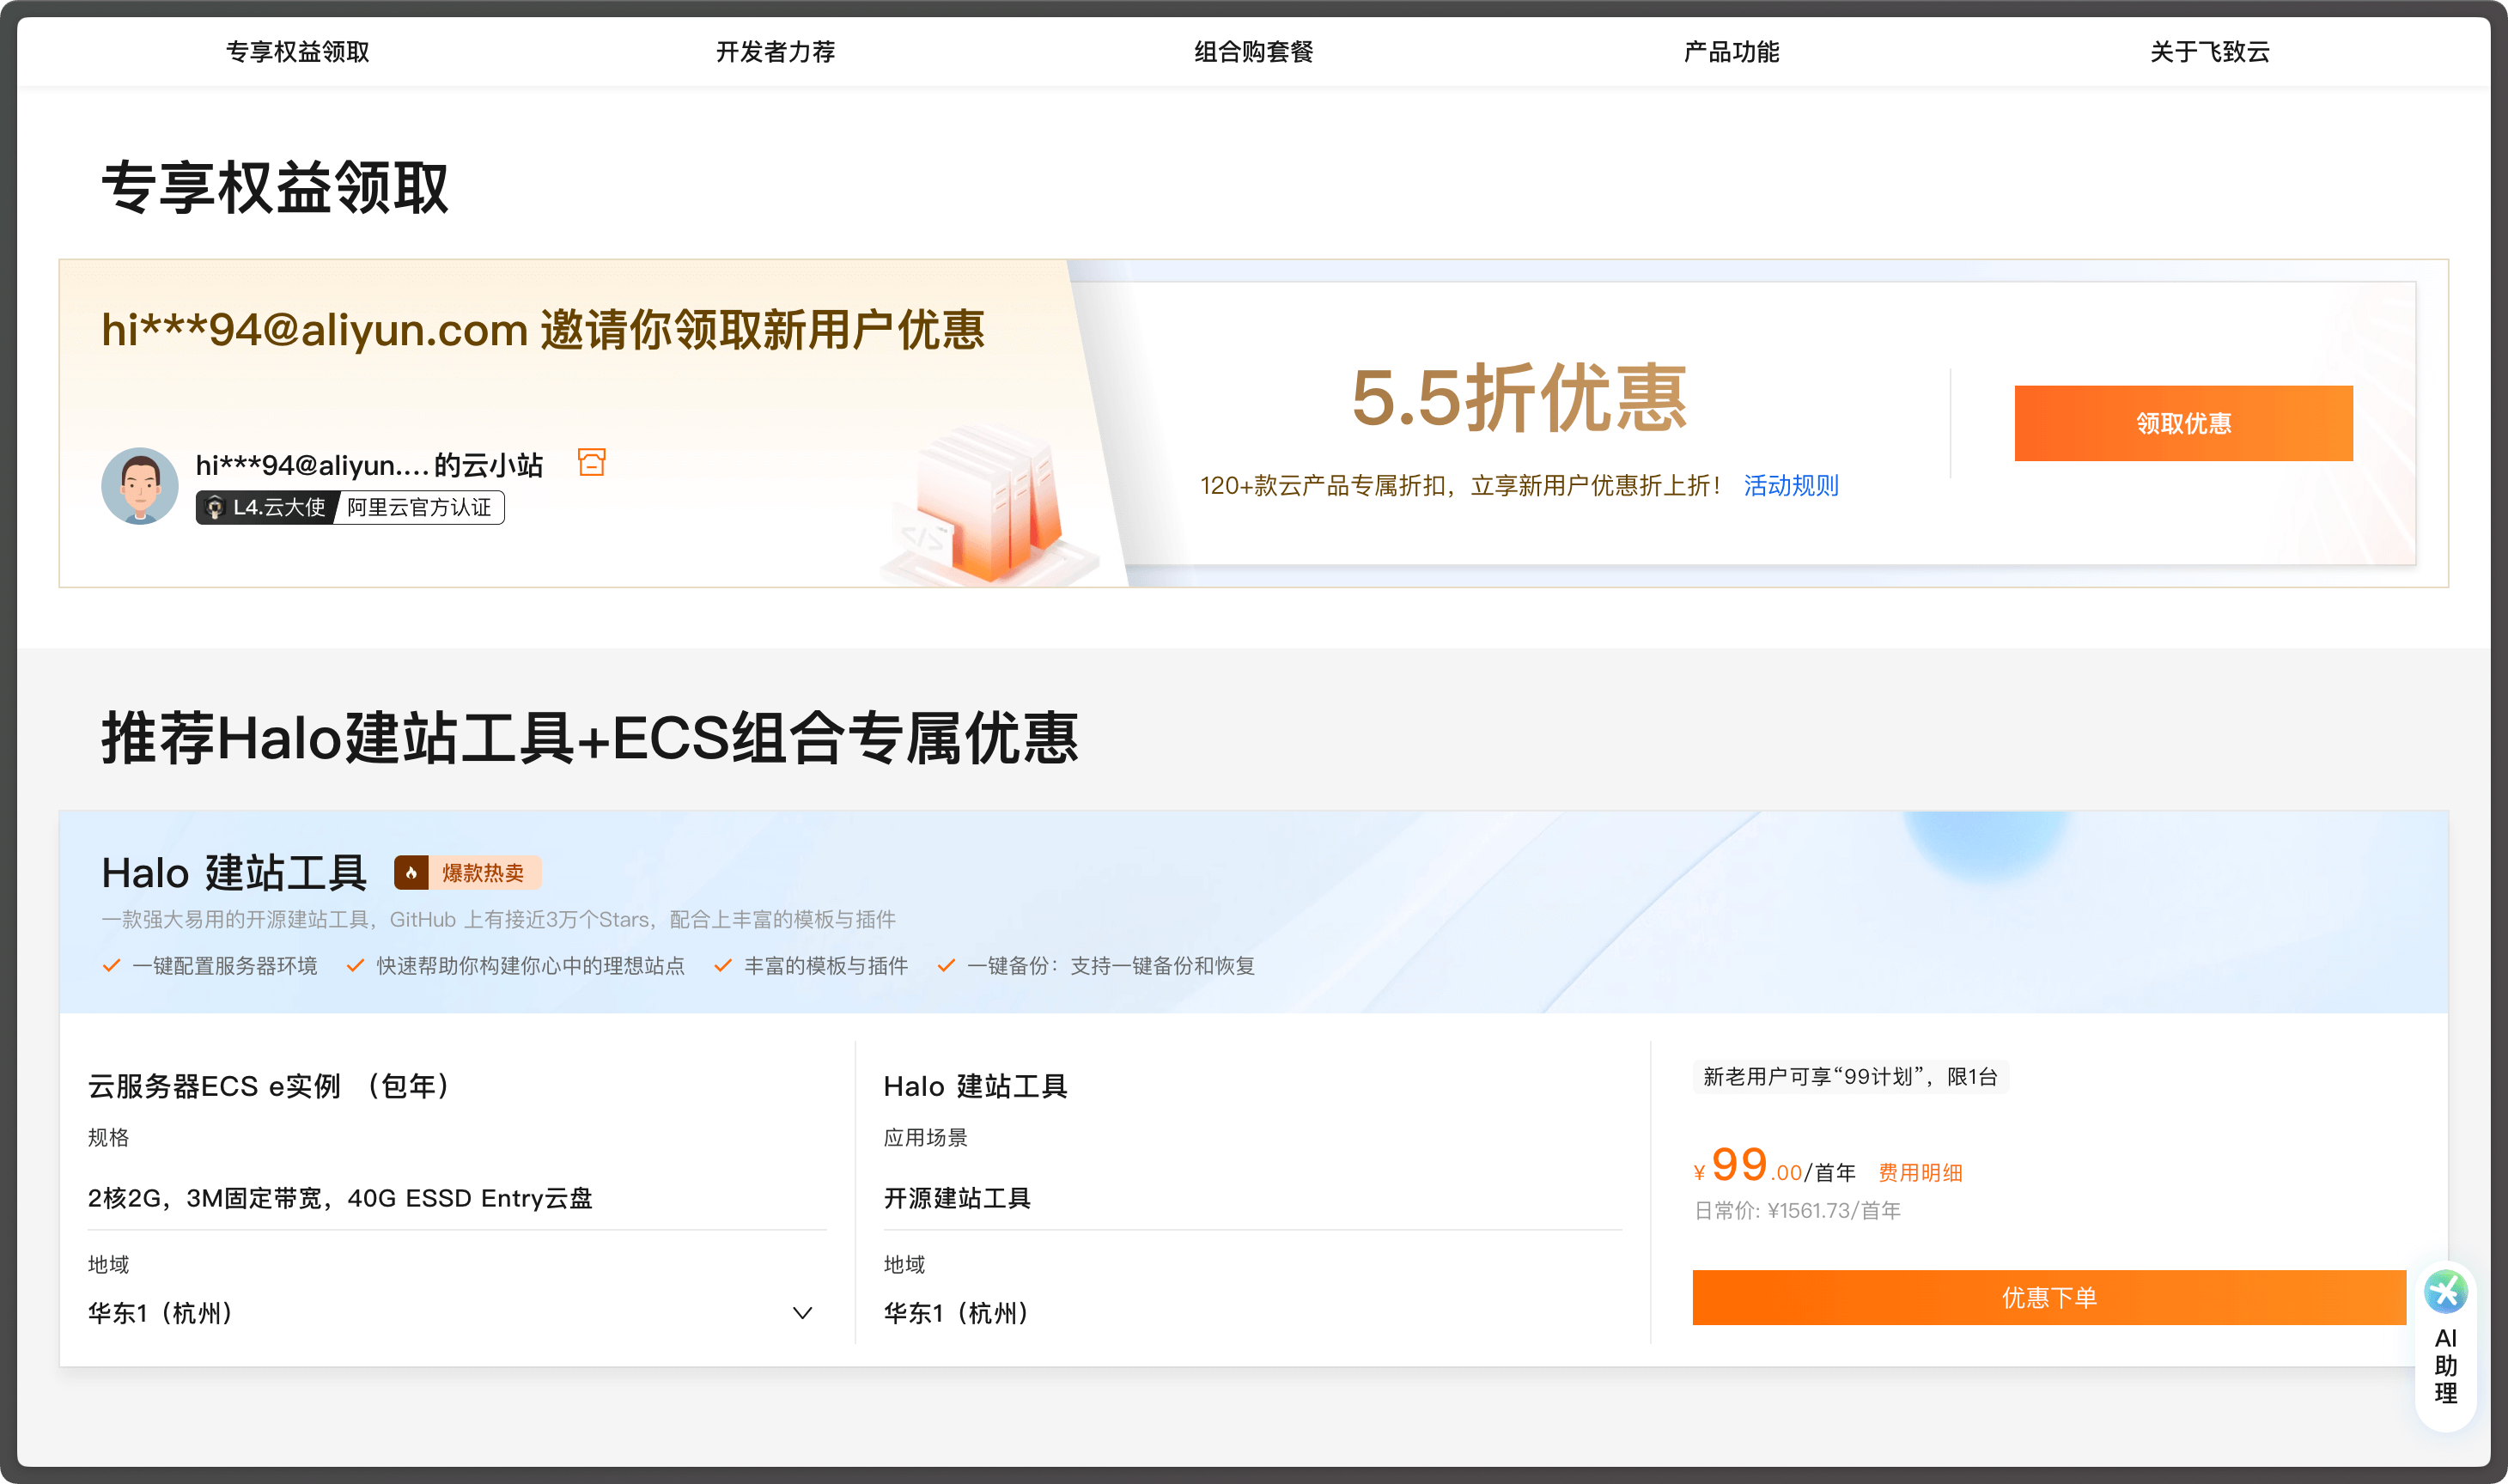 专享权益领取
开发者力荐
组合购套餐
产品功能
关于飞致云
专享权益领取
hi***94@aliyun.com 邀请你领取新用户优惠
hi***94@aliyun.... 的云小站
L4.云大使 阿里云官方认证
</>
5.5折优惠
120+款云产品专属折扣，立享新用户优惠折上折！ 活动规则
领取优惠
推荐Halo建站工具+ECS组合专属优惠
Halo 建站工具 爆款热卖
一款强大易用的开源建站工具，GitHub 上有接近3万个Stars，配合上丰富的模板与插件
一键配置服务器环境 快速帮助你构建你心中的理想站点 丰富的模板与插件 一键备份：支持一键备份和恢复
云服务器ECS e实例 （包年）
规格
2核2G，3M固定带宽，40G ESSD Entry云盘
地域
华东1（杭州）
Halo 建站工具
应用场景
开源建站工具
地域
华东1（杭州）
新老用户可享“99计划”，限1台
¥99.00/首年 费用明细
日常价: ¥1561.73/首年
优惠下单
AI
助
理